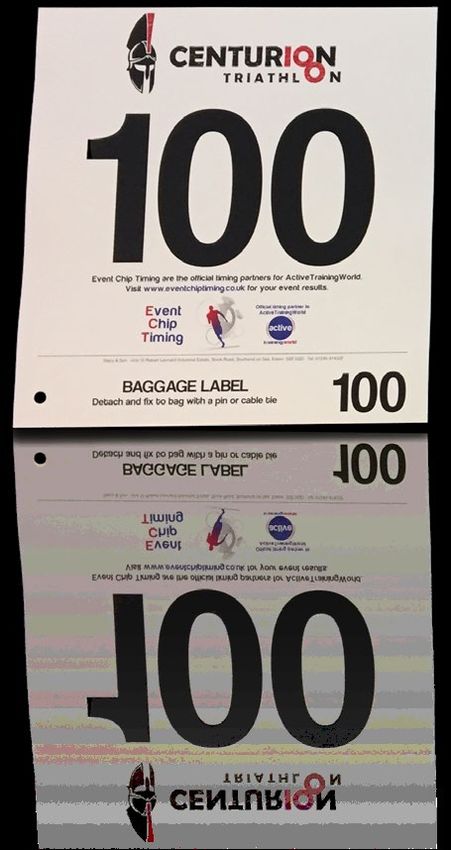 CENTURION
TRIATHLON
100
Event Chip Timing are the official timing partners for ActiveTrainingWorld.
Visit www.eventchiptiming.co.uk for your event results.
Event
Chip
Timing
Official timing partner to
ActiveTrainingWorld
active
trainingworld
BAGGAGE LABEL
Detach and fix to bag with a pin or cable tie
100